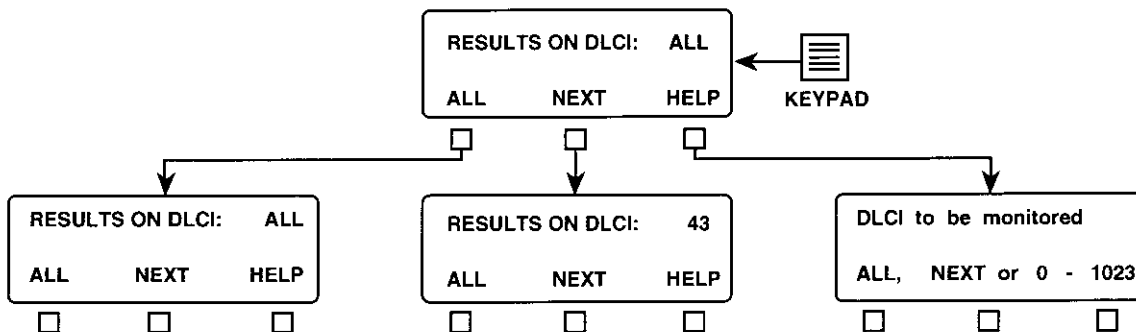 RESULTS ON DLCI: ALL
ALL NEXT HELP
KEYPAD
RESULTS ON DLCI: ALL
ALL NEXT HELP
RESULTS ON DLCI: 43
ALL NEXT HELP
DLCI to be monitored
ALL, NEXT or 0 - 1023